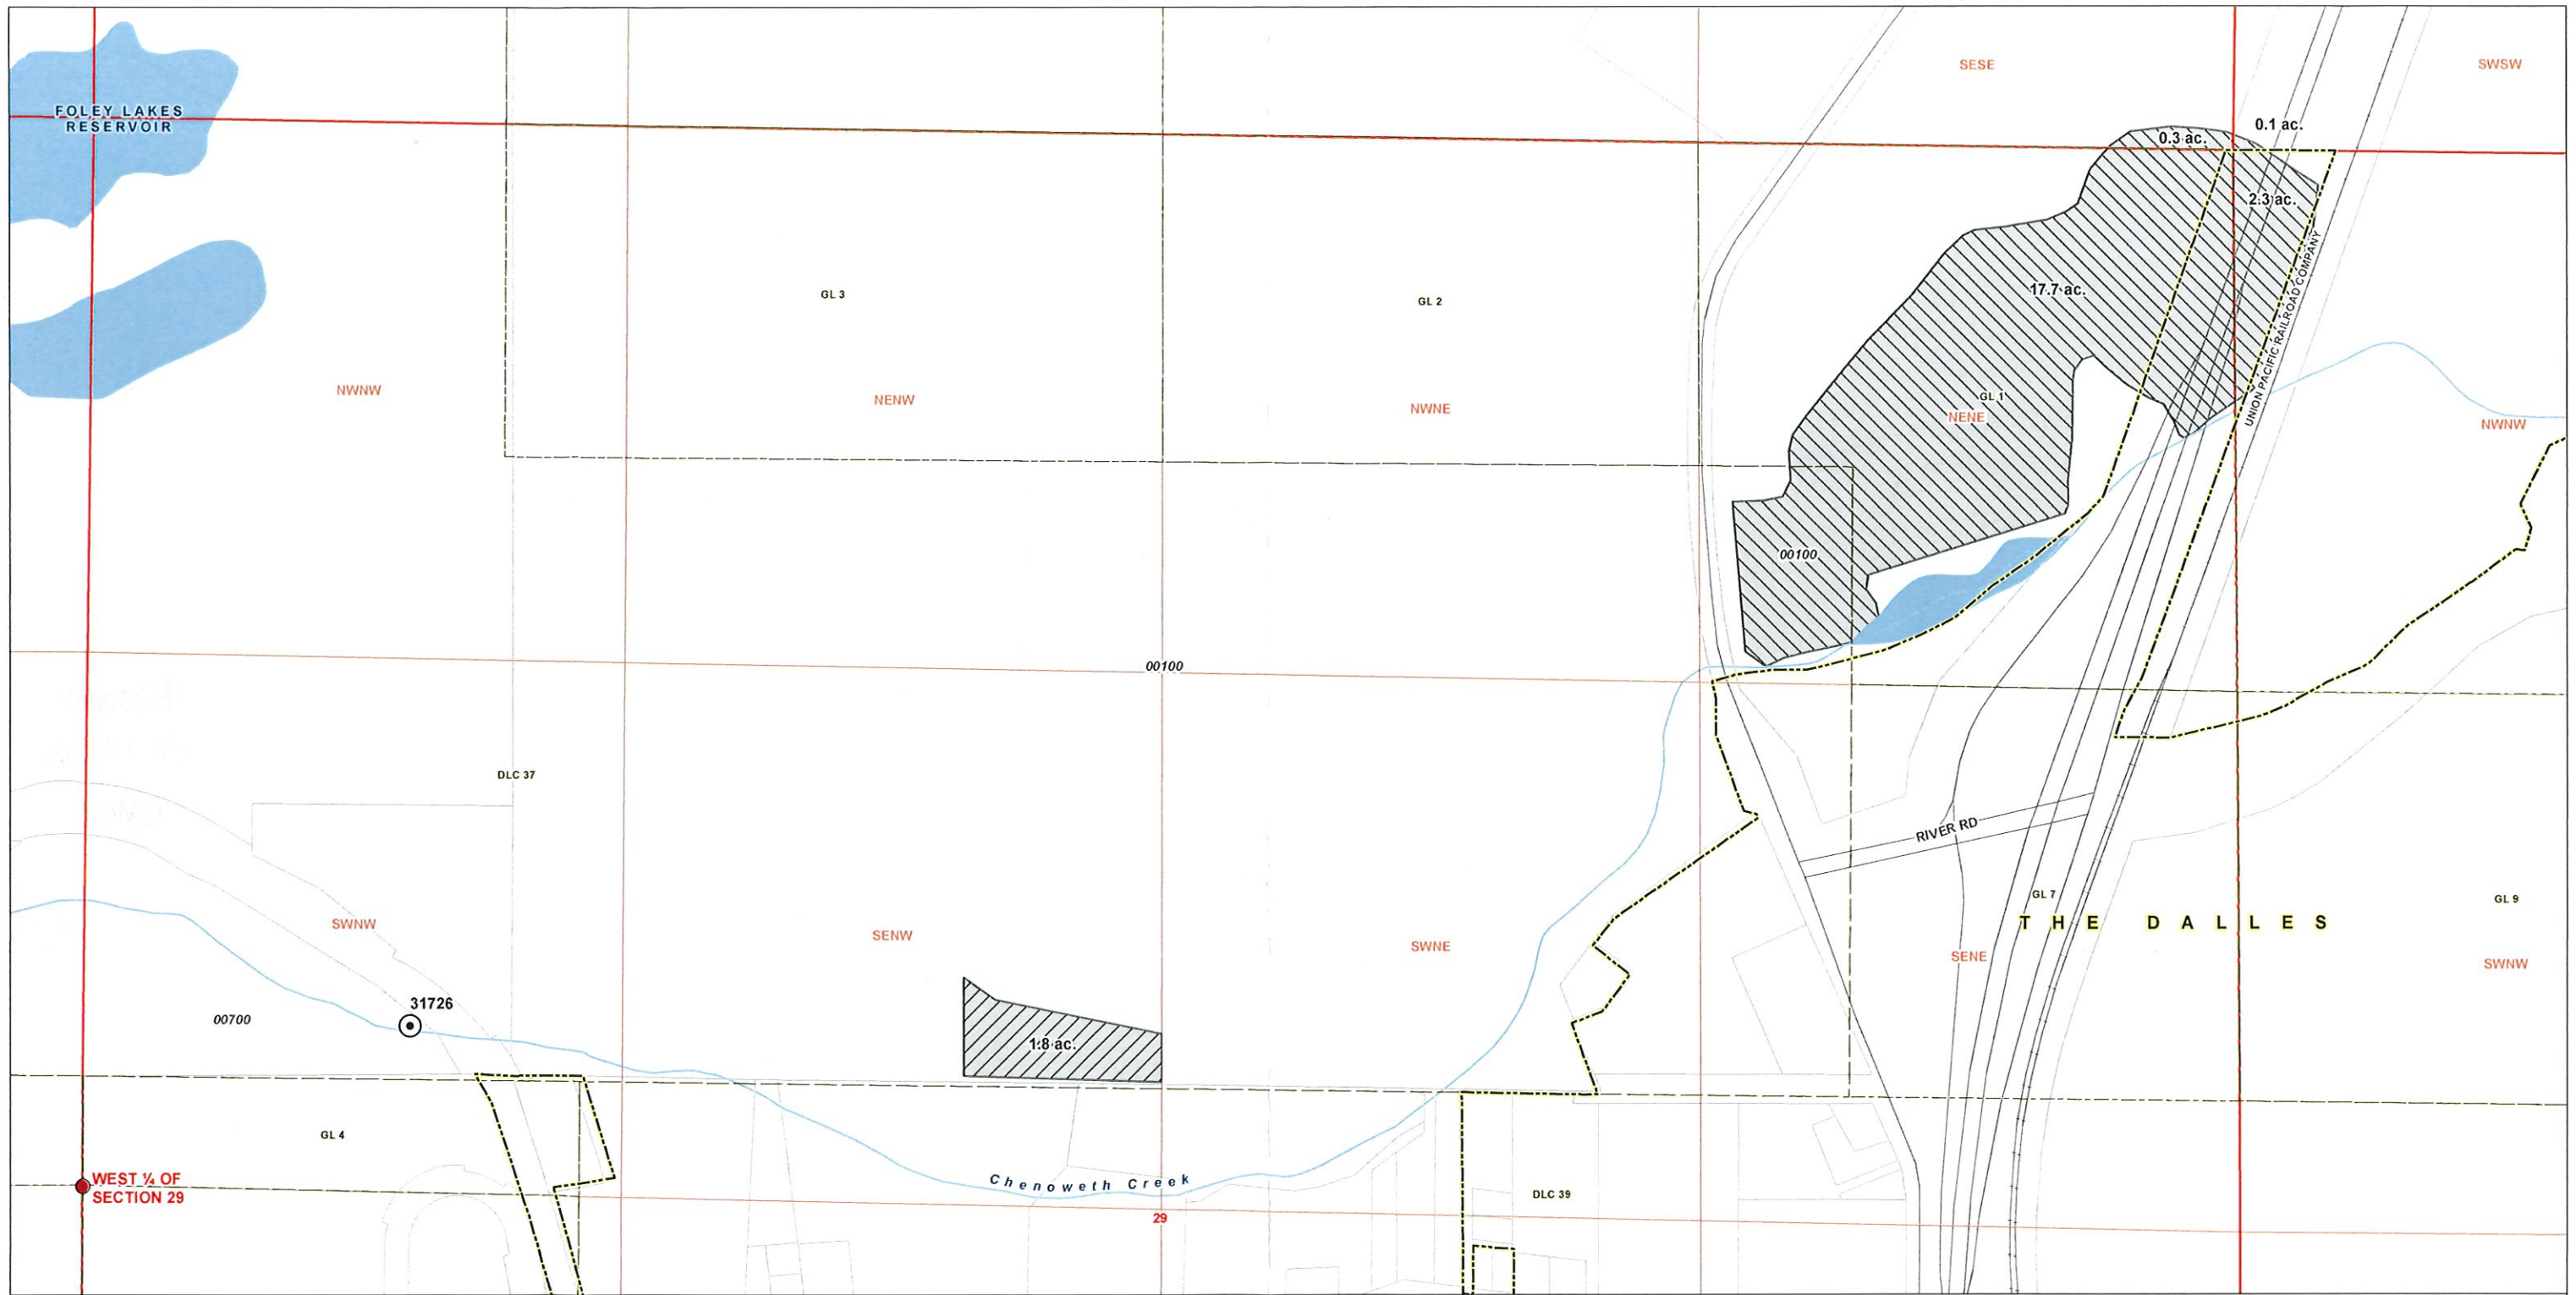 SESE
SWSW
FOLEY LAKES
RESERVOIR
0.1 ac.
0.3 ac.
2.3 ac.
GL 3
GL 2
17.7 ac.
UNION PACIFIC RAILROAD COMPANY
NWNW
NENW
NWNE
GL 1
NENE
NWNW
00100
00100
DLC 37
RIVER RD
GL 7
GL 9
THE DALLES
SWNW
SENW
SWNE
SENE
SWNW
31726
00700
1.8 ac.
GL 4
WEST ¼ OF
SECTION 29
Chenoweth Creek
DLC 39
29